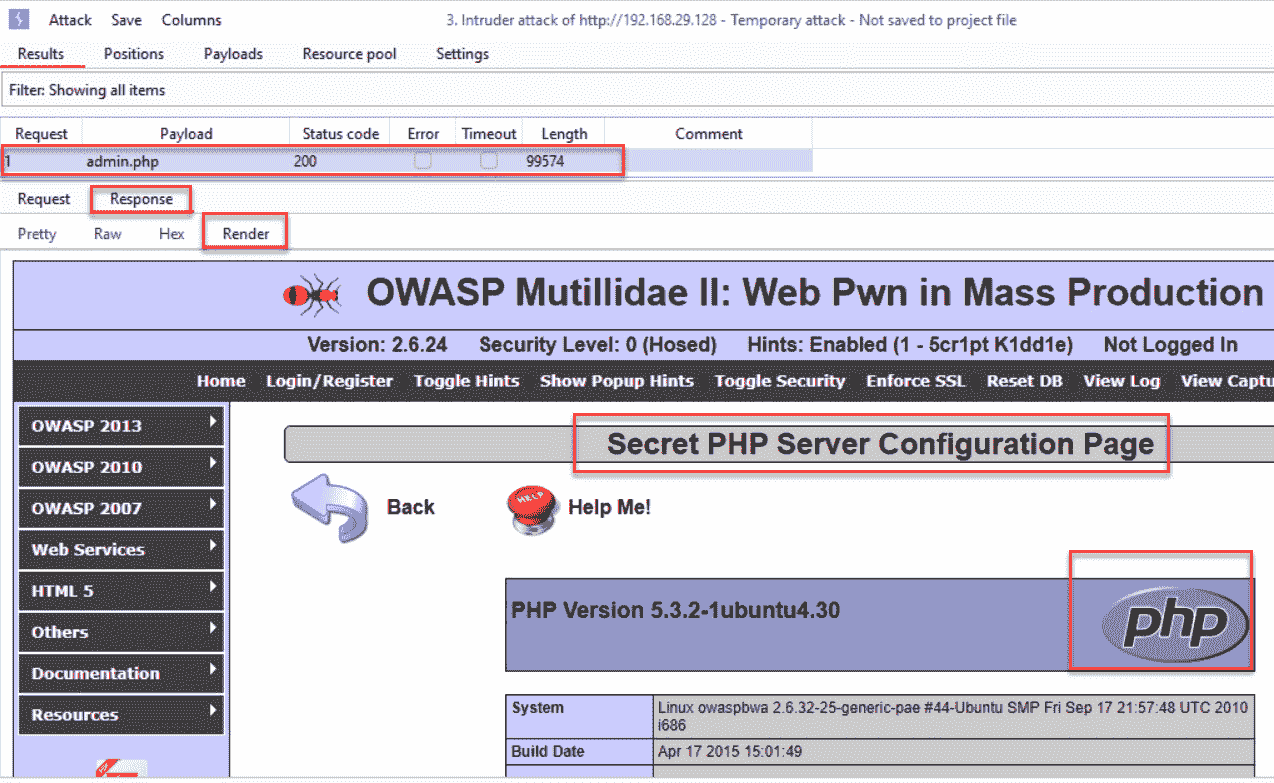 Attack Save Columns 3. Intruder attack of http://192.168.29.128 - Temporary attack - Not saved to project file
Results Positions Payloads Resource pool Settings
Filter: Showing all items
Request Payload Status code Error Timeout Length Comment
1 admin.php 200 99574
Request Response
Pretty Raw Hex Render
OWASP Mutillidae II: Web Pwn in Mass Production
Version: 2.6.24 Security Level: 0 (Hosed) Hints: Enabled (1 - 5cr1pt K1dd1e) Not Logged In
Home Login/Register Toggle Hints Show Popup Hints Toggle Security Enforce SSL Reset DB View Log View Captu
OWASP 2013
OWASP 2010
OWASP 2007
Web Services
HTML 5
Others
Documentation
Resources
Secret PHP Server Configuration Page
Back HELP Help Me!
PHP Version 5.3.2-1ubuntu4.30 php
System Linux owaspbwa 2.6.32-25-generic-pae #44-Ubuntu SMP Fri Sep 17 21:57:48 UTC 2010
i686
Build Date Apr 17 2015 15:01:49